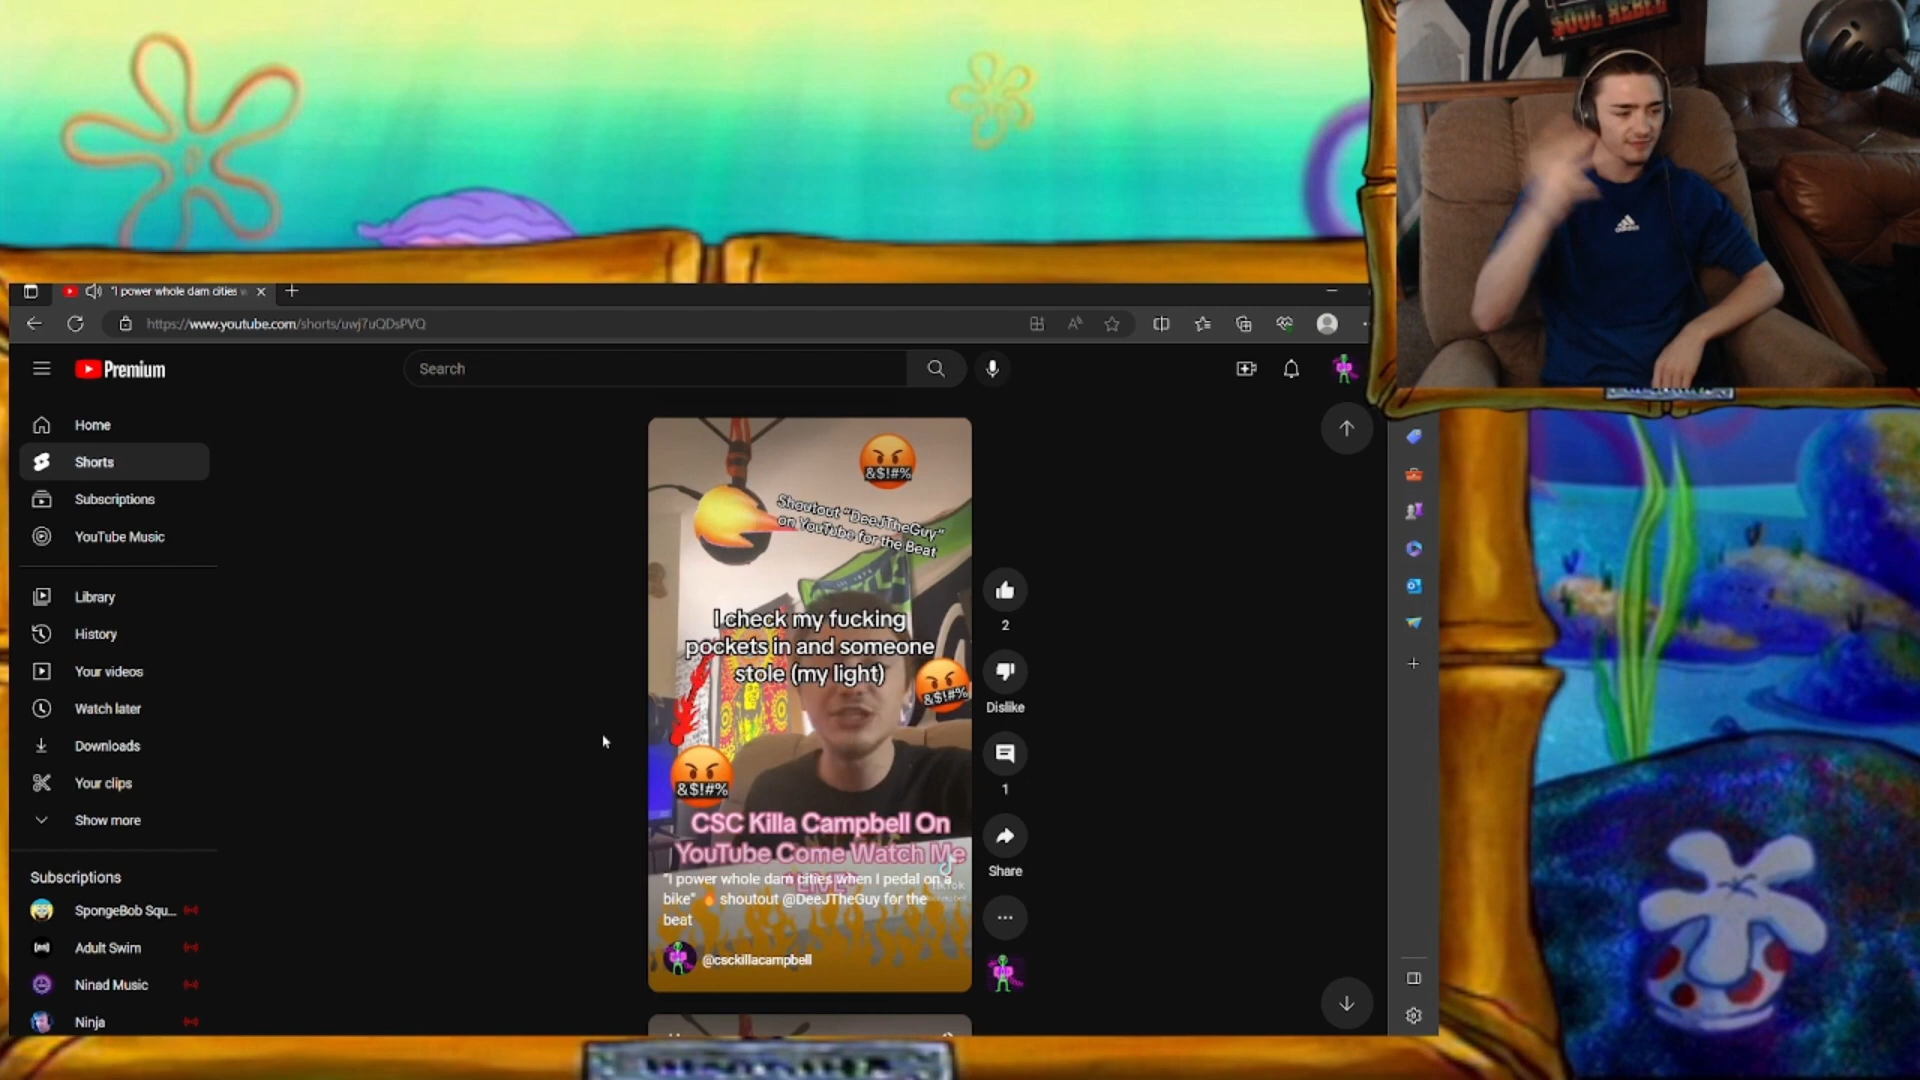 SOUL REBEL
"I power whole dam cities w
https://www.youtube.com/shorts/uwj7uQDsPVQ
Premium
Search
Home
Shorts
Subscriptions
YouTube Music
Library
History
Your videos
Watch later
Downloads
Your clips
Show more
Subscriptions
SpongeBob Squ...
Adult Swim
Ninad Music
Ninja
&$!#%
Shoutout "DeeJTheGuy"
on YouTube for the Beat
I check my fucking
pockets in and someone
stole (my light)
&$!#%
&$!#%
CSC Killa Campbell On
YouTube Come Watch Me
"LIVE"
TikTok
"I power whole dam cities when I pedal on a
bike" 🔥 shoutout @DeeJTheGuy for the
beat
@csckillacampbell
2
Dislike
1
Share
adidas